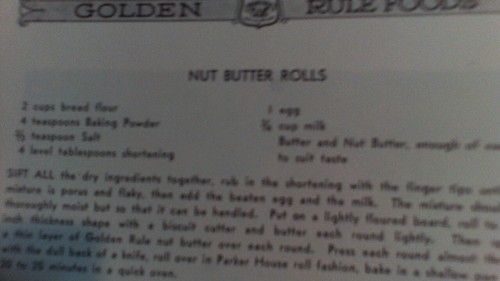 GOLDEN RULE FOODS
NUT BUTTER ROLLS
2 cups bread flour
4 teaspoons Baking Powder
teaspoon Salt
4 level tablespoons shortening
1 egg
cup milk
Butter and Nut Butter, enough of
to suit taste
SIFT ALL the dry ingredients together, rub in the shortening with the finger tips
mixture is porus and flaky, then add the beaten egg and the milk. The mixture
thoroughly moist but so that it can be handled. Put on a lightly floured board, roll to
inch thickness shape with a biscuit cutter and butter each round lightly. Then
a thin layer of Golden Rule nut butter over each round. Press each round almost
with the dull back of a knife, roll over in Parker House roll fashion, bake in a shallow pan
20 to 25 minutes in a quick oven.